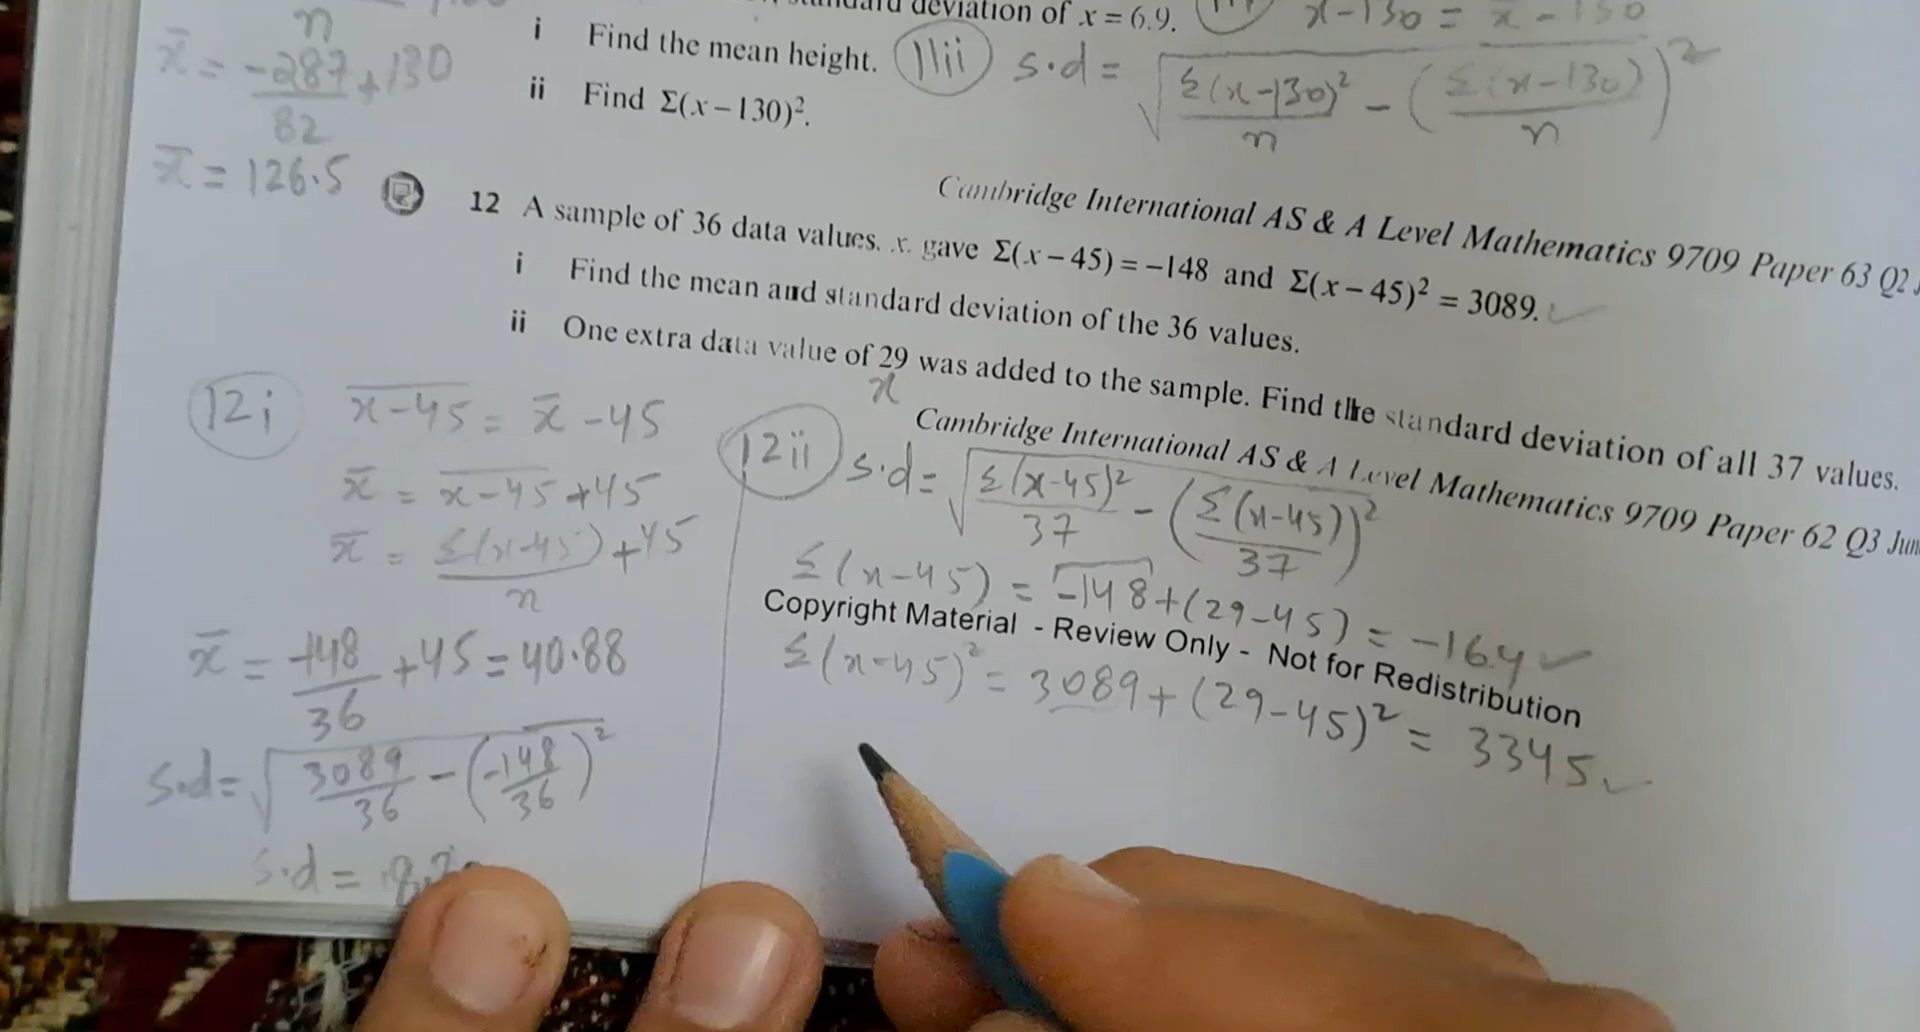 standard deviation of x = 6.9.
x-130 = x̄ - 130
n
x̄ = -287/82 + 130
x̄ = 126.5
i Find the mean height.
ii Find Σ(x – 130)².
11ii s.d = √(Σ(x-130)²/n - (Σ(x-130)/n)²)
Cambridge International AS & A Level Mathematics 9709 Paper 63 Q2
12 A sample of 36 data values, x, gave Σ(x – 45) = –148 and Σ(x – 45)² = 3089.
i Find the mean and standard deviation of the 36 values.
ii One extra data value of 29 was added to the sample. Find the standard deviation of all 37 values.
x
Cambridge International AS & A Level Mathematics 9709 Paper 62 Q3 Jun
12i x-45 = x̄ - 45
x̄ = x-45 + 45
x̄ = Σ(x-45)/n + 45
x̄ = -148/36 + 45 = 40.88
s.d = √(3089/36 - (-148/36)²)
s.d =
12ii s.d = √(Σ(x-45)²/37 - (Σ(x-45)/37)²)
Σ(x-45) = -148 + (29-45) = -164
Copyright Material - Review Only - Not for Redistribution
Σ(x-45)² = 3089 + (29-45)² = 3345